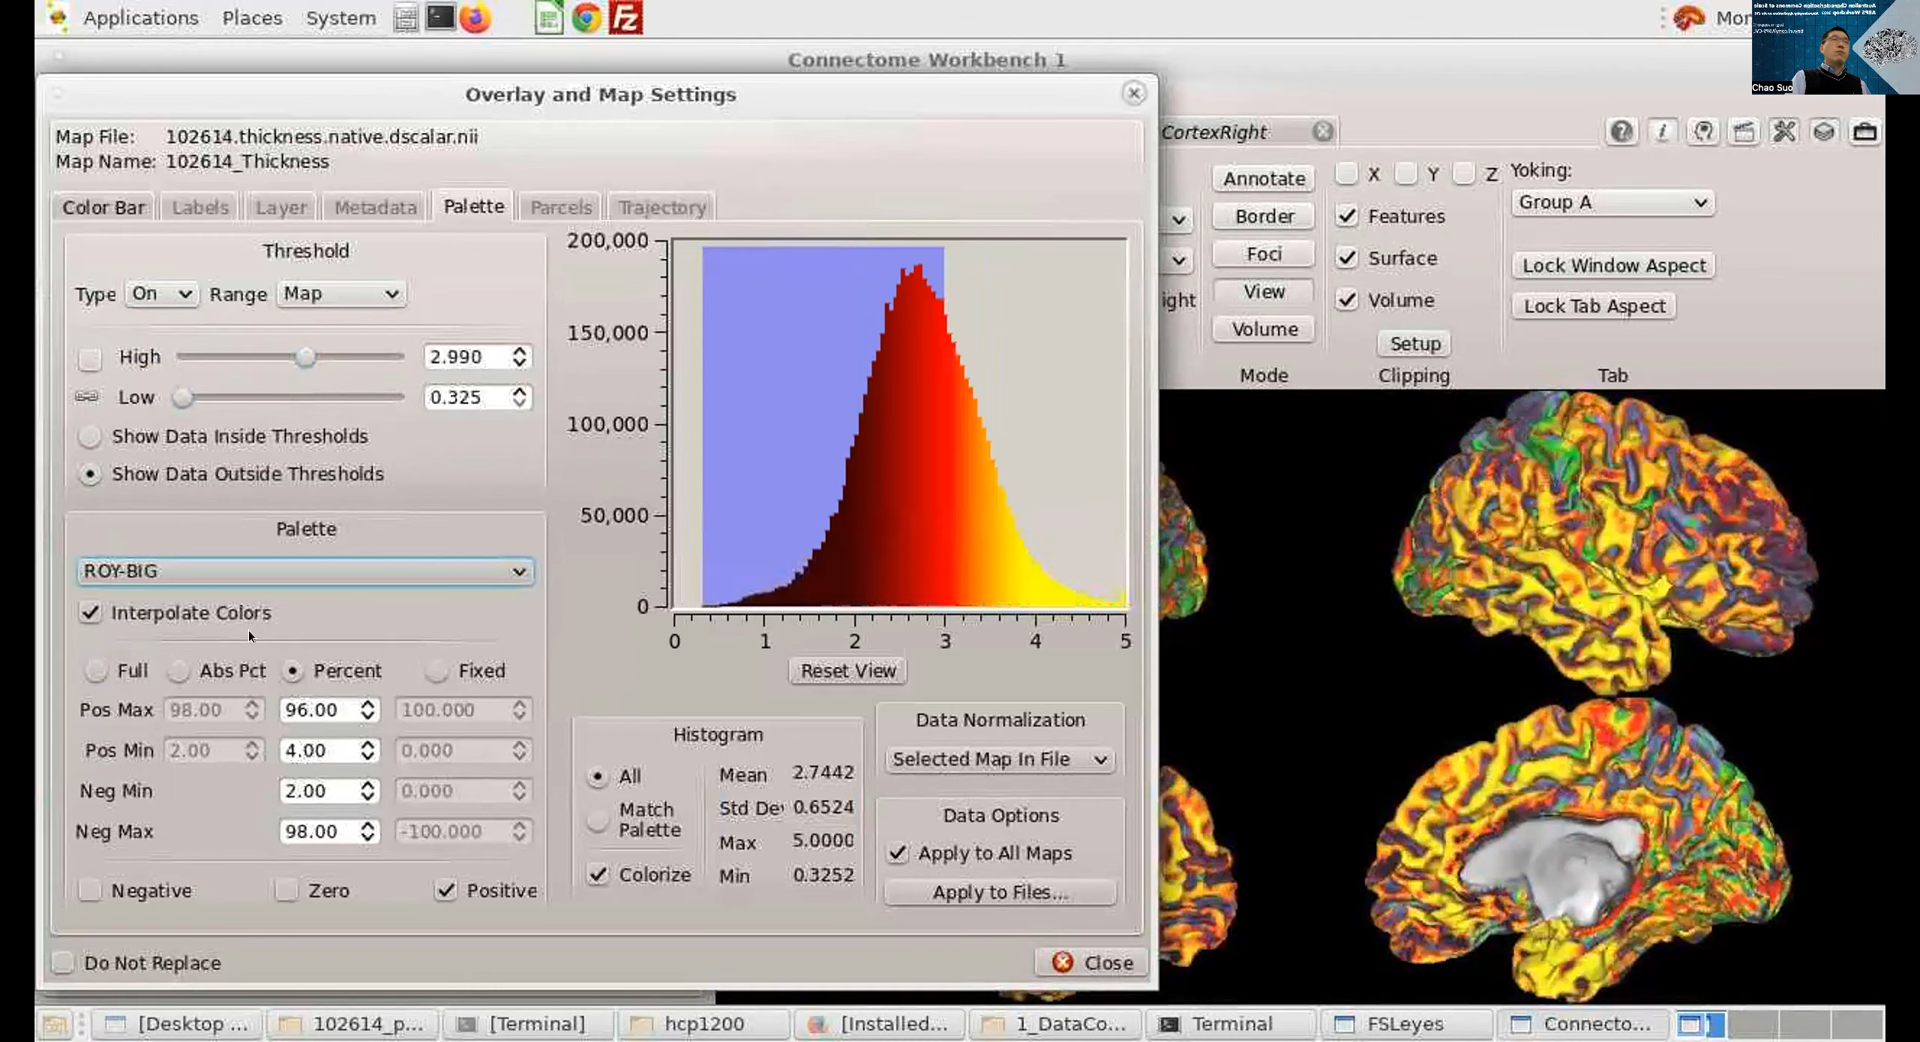 Applications Places System
Mor
Connectome Workbench 1
Overlay and Map Settings
Map File: 102614.thickness.native.dscalar.nii
Map Name: 102614_Thickness
Color Bar Labels Layer Metadata Palette Parcels Trajectory
Threshold
Type On Range Map
High 2.990
Low 0.325
Show Data Inside Thresholds
Show Data Outside Thresholds
Palette
ROY-BIG
Interpolate Colors
Full Abs Pct Percent Fixed
Pos Max 98.00 96.00 100.000
Pos Min 2.00 4.00 0.000
Neg Min 2.00 0.000
Neg Max 98.00 -100.000
Negative Zero Positive
Do Not Replace
200,000
150,000
100,000
50,000
0
0 1 2 3 4 5
Reset View
Histogram
All
Match
Palette
Colorize
Mean 2.7442
Std De 0.6524
Max 5.0000
Min 0.3252
Data Normalization
Selected Map In File
Data Options
Apply to All Maps
Apply to Files...
Close
CortexRight
ight
Annotate
Border
Foci
View
Volume
Mode
X Y Z
Features
Surface
Volume
Setup
Clipping
Yoking:
Group A
Lock Window Aspect
Lock Tab Aspect
Tab
Chao Suo
[Desktop ... 102614_p... [Terminal] hcp1200 [Installed... 1_DataCo... Terminal FSLeyes Connecto...